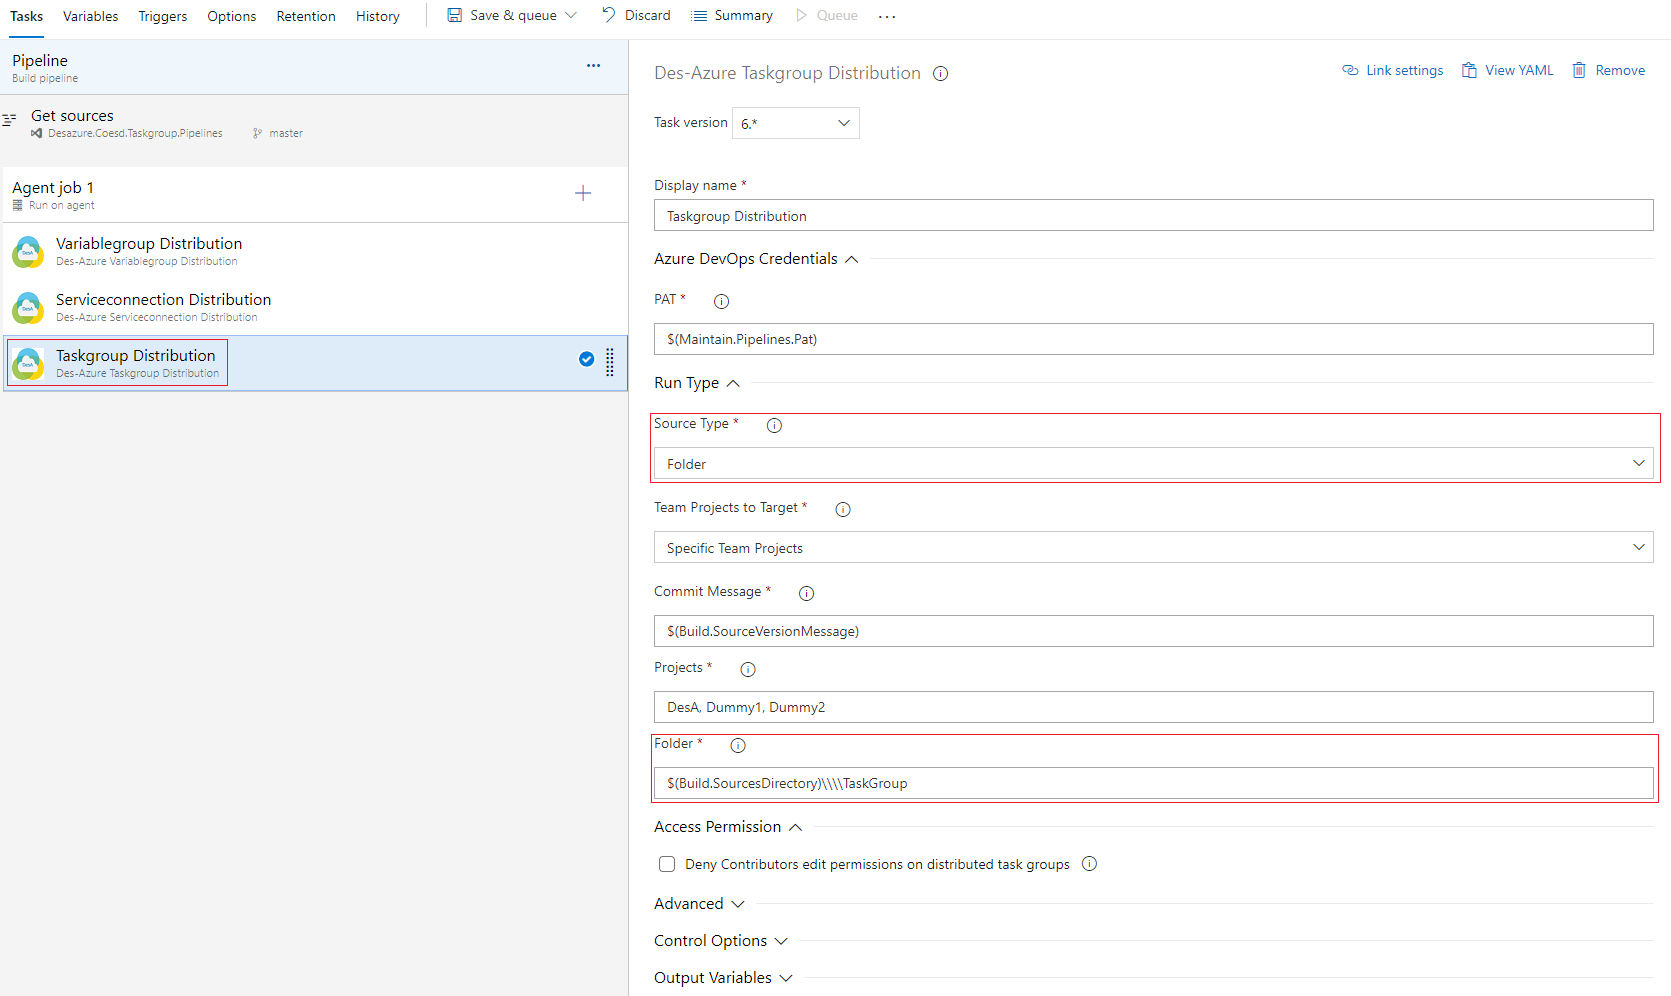 Tasks Variables Triggers Options Retention History Save & queue Discard Summary Queue ...
Pipeline
Build pipeline
Get sources
Desazure.Coesd.Taskgroup.Pipelines master
Agent job 1
Run on agent
Variablegroup Distribution
Des-Azure Variablegroup Distribution
Serviceconnection Distribution
Des-Azure Serviceconnection Distribution
Taskgroup Distribution
Des-Azure Taskgroup Distribution
Des-Azure Taskgroup Distribution
Link settings View YAML Remove
Task version 6.*
Display name *
Taskgroup Distribution
Azure DevOps Credentials
PAT *
$(Maintain.Pipelines.Pat)
Run Type
Source Type *
Folder
Team Projects to Target *
Specific Team Projects
Commit Message *
$(Build.SourceVersionMessage)
Projects *
DesA, Dummy1, Dummy2
Folder *
$(Build.SourcesDirectory)\\\\TaskGroup
Access Permission
Deny Contributors edit permissions on distributed task groups
Advanced
Control Options
Output Variables